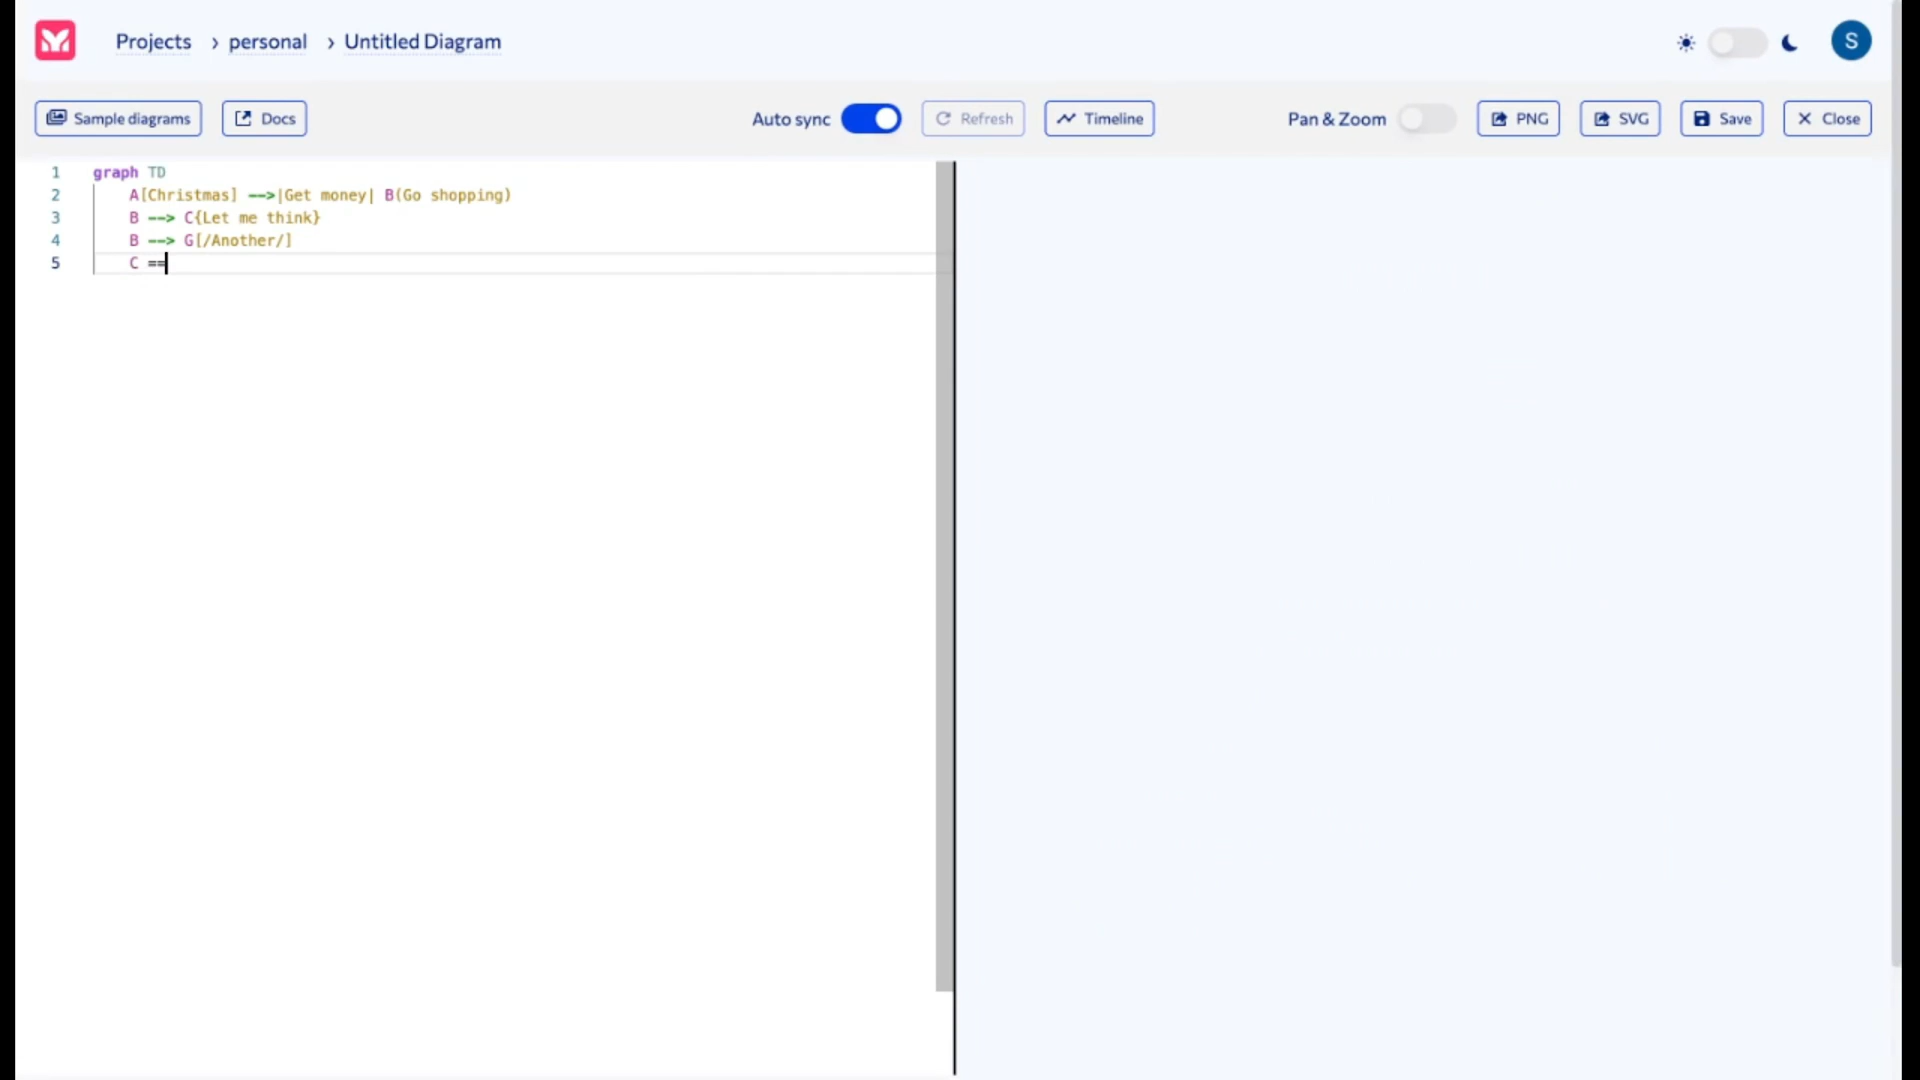 Projects › personal › Untitled Diagram S
Sample diagrams Docs Auto sync Refresh Timeline Pan & Zoom PNG SVG Save Close
1 graph TD
2 A[Christmas] -->|Get money| B(Go shopping)
3 B --> C{Let me think}
4 B --> G[/Another/]
5 C ==